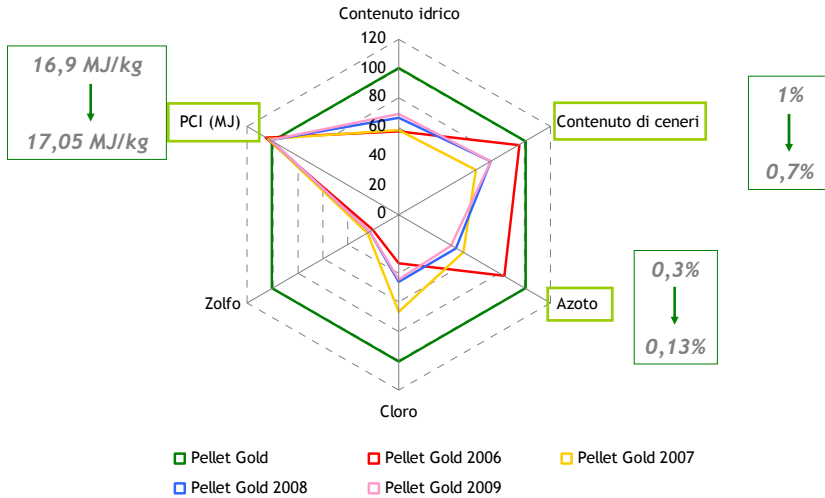 Contenuto idrico
120
100
80
60
40
20
0
16,9 MJ/kg
17,05 MJ/kg
PCI (MJ)
Contenuto di ceneri
1%
0,7%
Zolfo
Azoto
0,3%
0,13%
Cloro
Pellet Gold
Pellet Gold 2006
Pellet Gold 2007
Pellet Gold 2008
Pellet Gold 2009